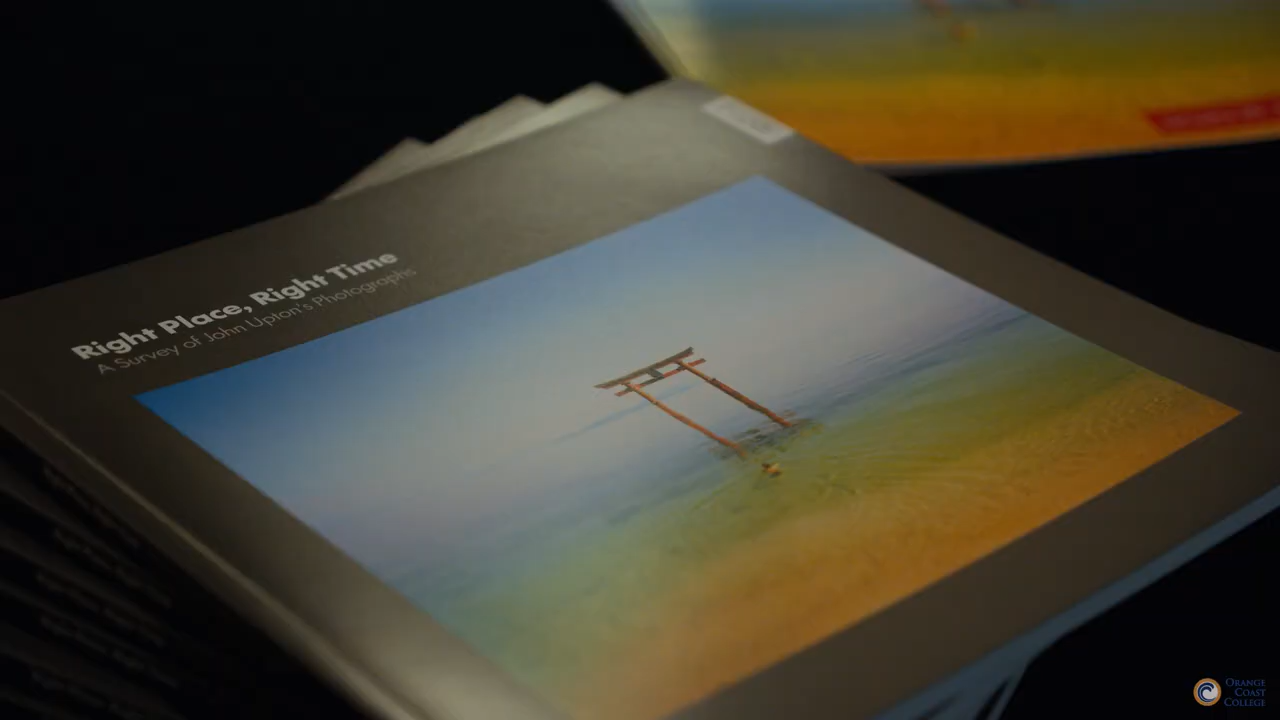 Right Place, Right Time
A Survey of John Upton's Photographs
ORANGE
COAST
COLLEGE